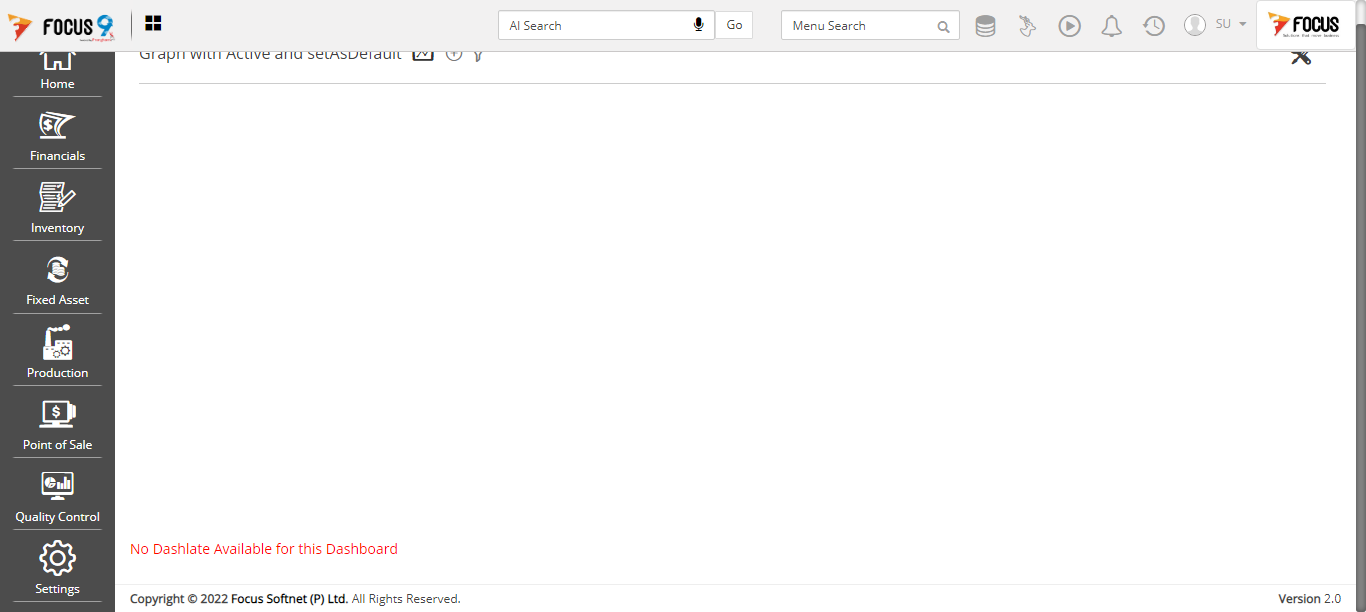 FOCUS 9
AI Search
Go
Menu Search
SU
FOCUS
Graph with Active and setAsDefault
Home
Financials
Inventory
Fixed Asset
Production
Point of Sale
Quality Control
Settings
No Dashlate Available for this Dashboard
Copyright © 2022 Focus Softnet (P) Ltd. All Rights Reserved.
Version 2.0